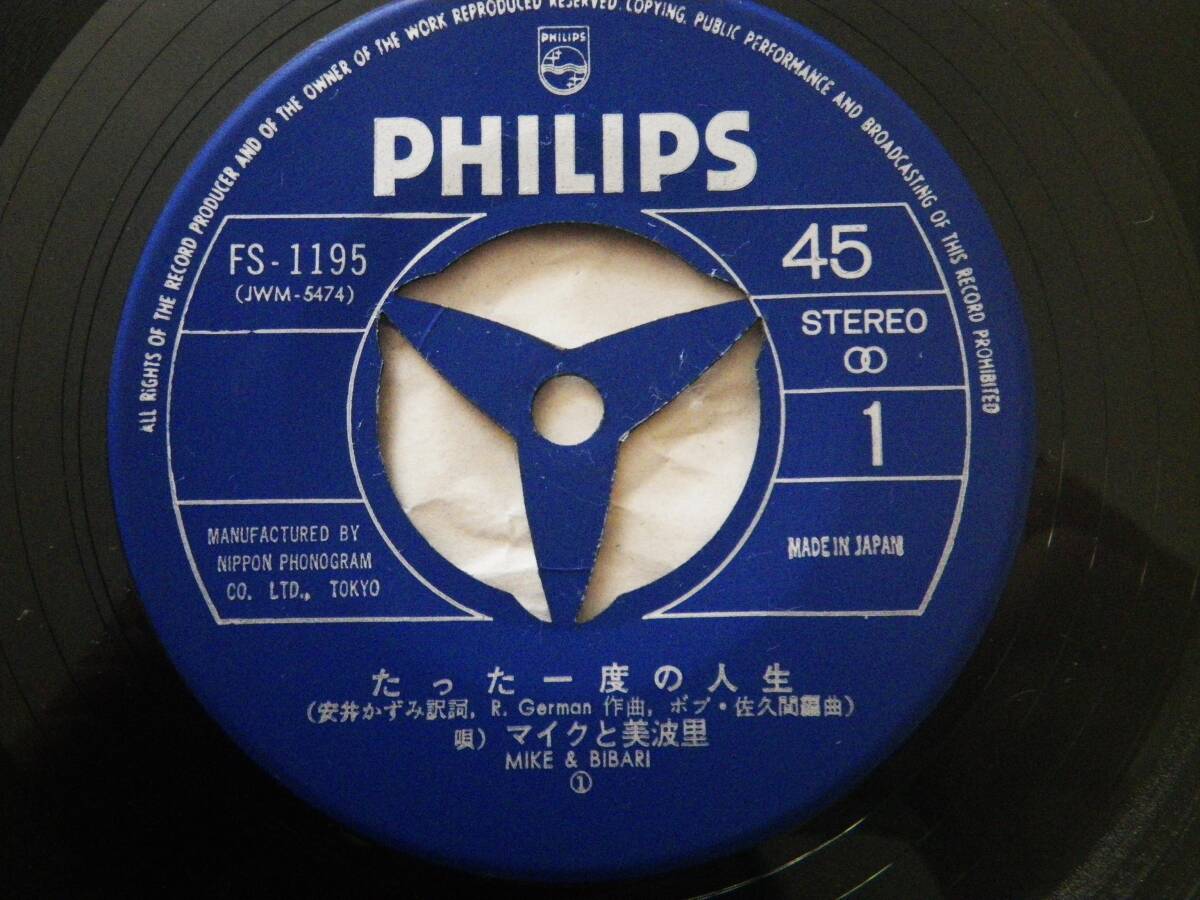 ALL RIGHTS OF THE RECORD PRODUCER AND OF THE OWNER OF THE WORK REPRODUCED RESERVED. COPYING, PUBLIC PERFORMANCE AND BROADCASTING OF THIS RECORD PROHIBITED
PHILIPS
PHILIPS
FS-1195
(JWM-5474)
45
STEREO
1
MANUFACTURED BY
NIPPON PHONOGRAM
CO. LTD., TOKYO
MADE IN JAPAN
たった一度の人生
(安井かずみ訳詞, R. German 作曲, ボブ・佐久間編曲)
唄) マイクと美波里
MIKE & BIBARI
①